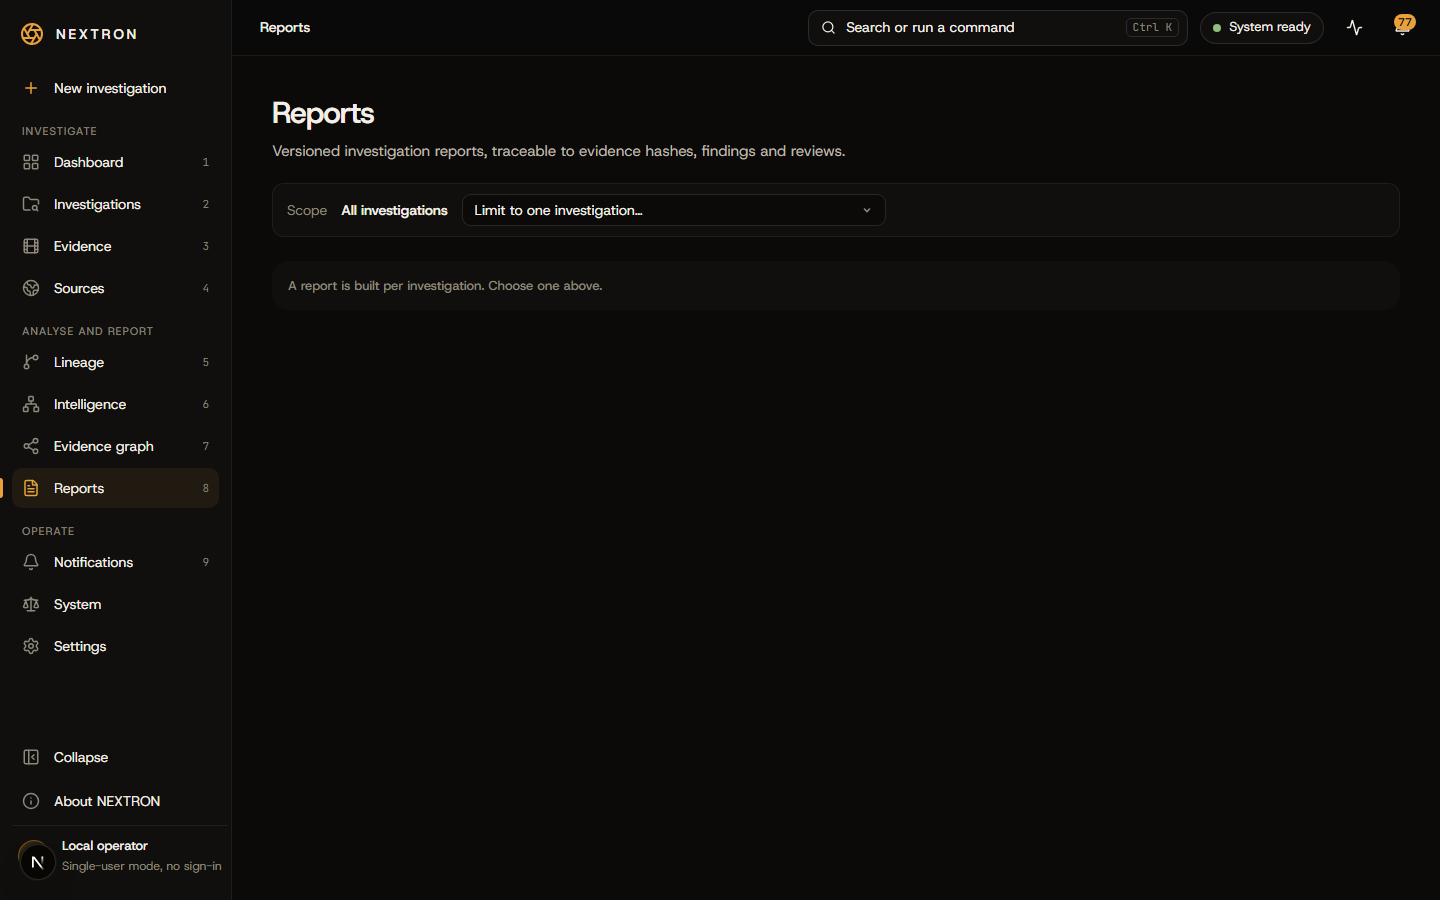 NEXTRON
New investigation
INVESTIGATE
Dashboard 1
Investigations 2
Evidence 3
Sources 4
ANALYSE AND REPORT
Lineage 5
Intelligence 6
Evidence graph 7
Reports 8
OPERATE
Notifications 9
System
Settings
Collapse
About NEXTRON
N
Local operator
Single-user mode, no sign-in
Reports
Search or run a command Ctrl K
System ready
77
Reports
Versioned investigation reports, traceable to evidence hashes, findings and reviews.
Scope All investigations Limit to one investigation...
A report is built per investigation. Choose one above.